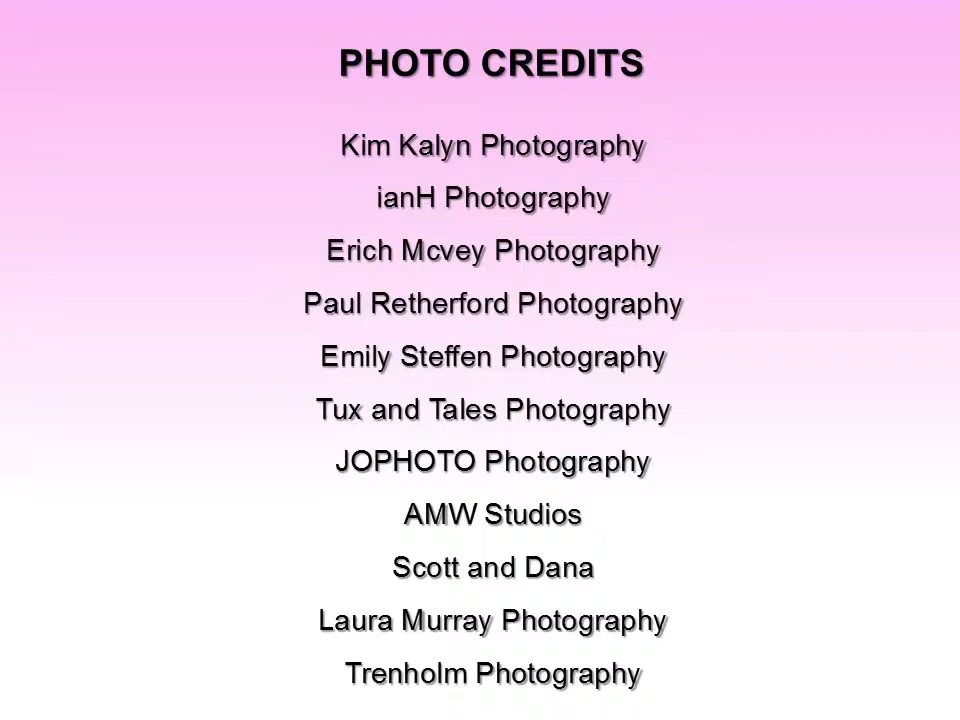 PHOTO CREDITS
Kim Kalyn Photography
ianH Photography
Erich Mcvey Photography
Paul Retherford Photography
Emily Steffen Photography
Tux and Tales Photography
JOPHOTO Photography
AMW Studios
Scott and Dana
Laura Murray Photography
Trenholm Photography